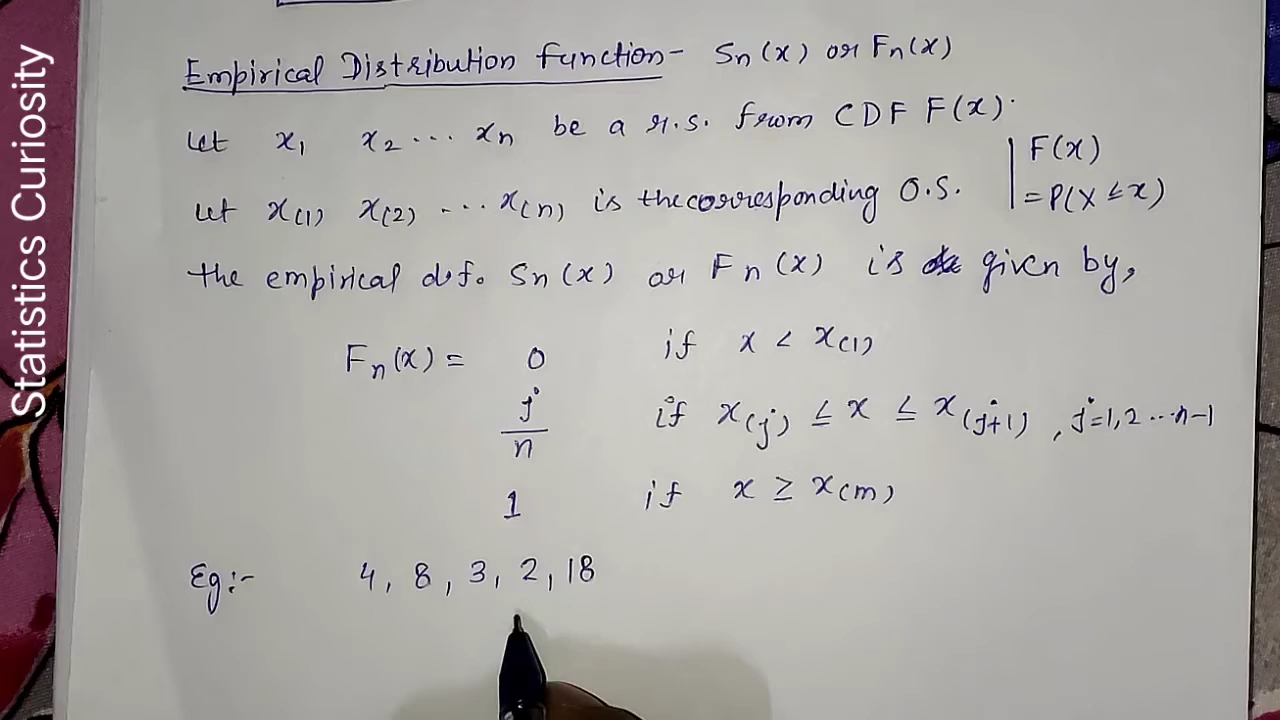 Statistics Curiosity
Empirical Distribution function- Sn(x) or Fn(x)
Let x₁ x₂ ... xn be a r.s. from CDF F(x).
Let x(1) x(2) ... x(n) is the corresponding O.S. | F(x)
= P(X ≤ x)
the empirical d.f. Sn(x) or Fn(x) is given by,
Fn(x) = 0 if x < x(1)
j/n if x(j) ≤ x ≤ x(j+1), j=1,2...n-1
1 if x ≥ x(m)
Eg:- 4, 8, 3, 2, 18